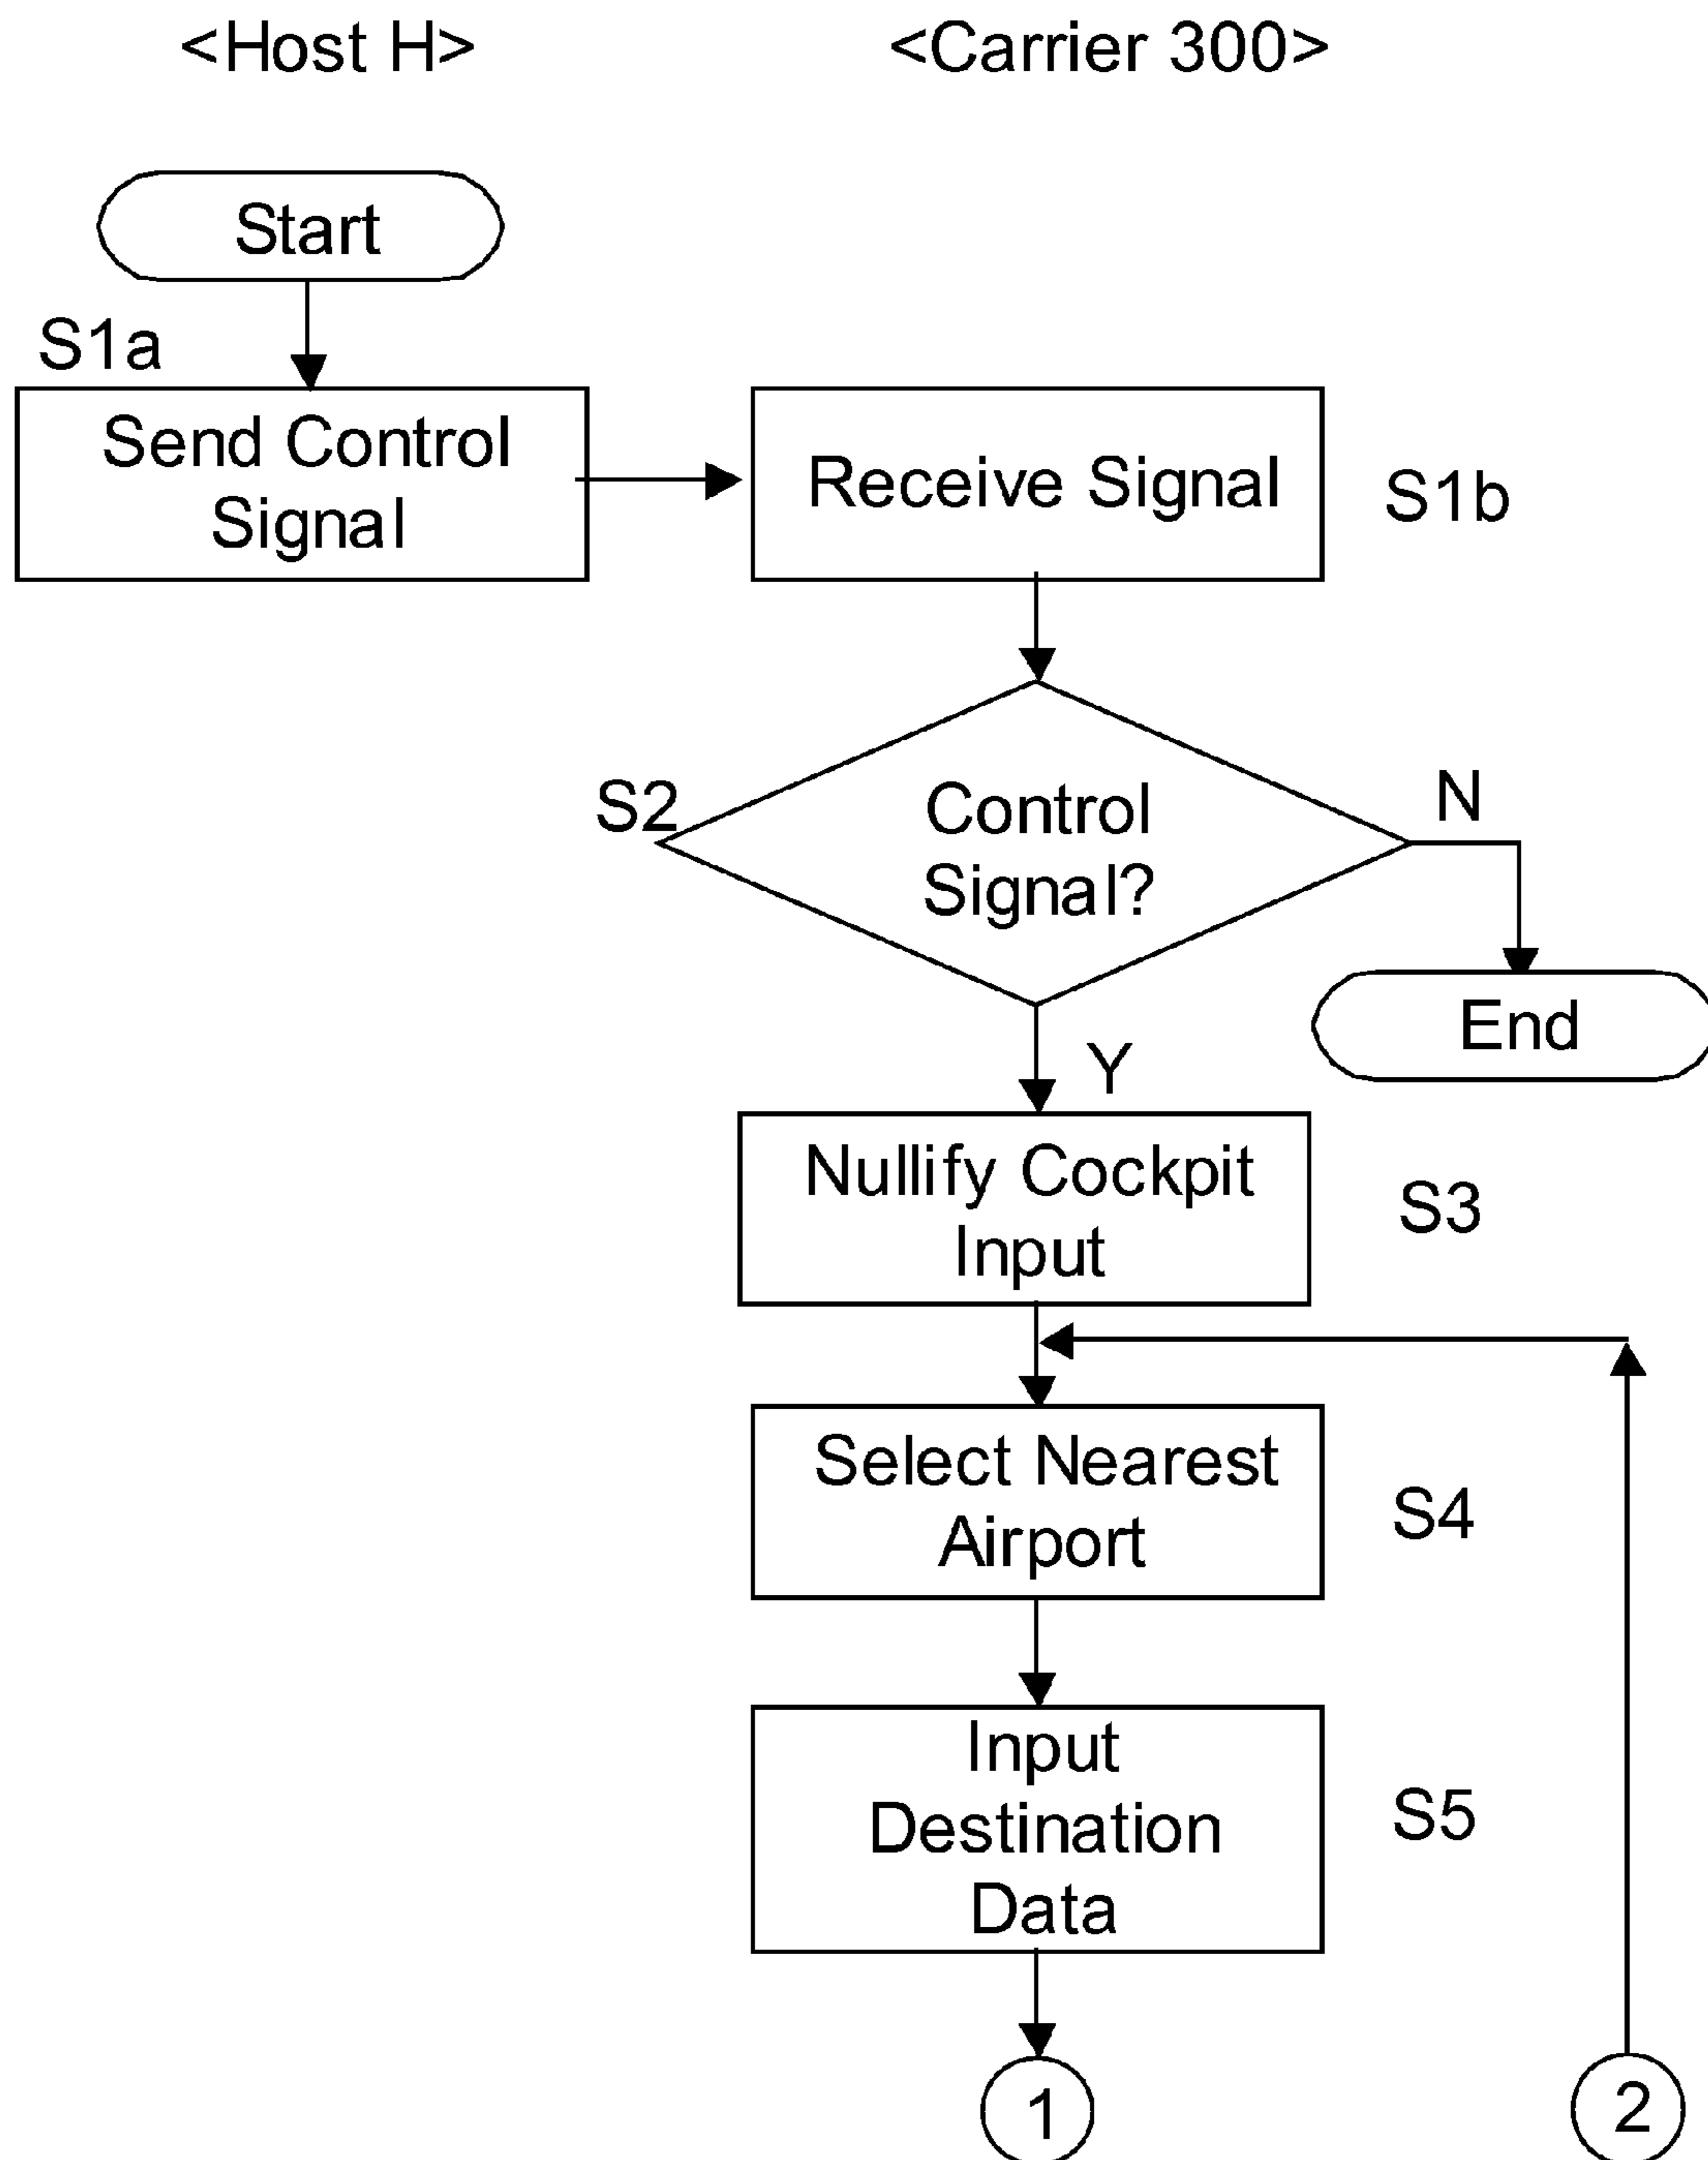 <Host H>
<Carrier 300>
Start
S1a
Send Control
Signal
Receive Signal
S1b
S2
Control
Signal?
N
End
Y
Nullify Cockpit
Input
S3
Select Nearest
Airport
S4
Input
Destination
Data
S5
1
2